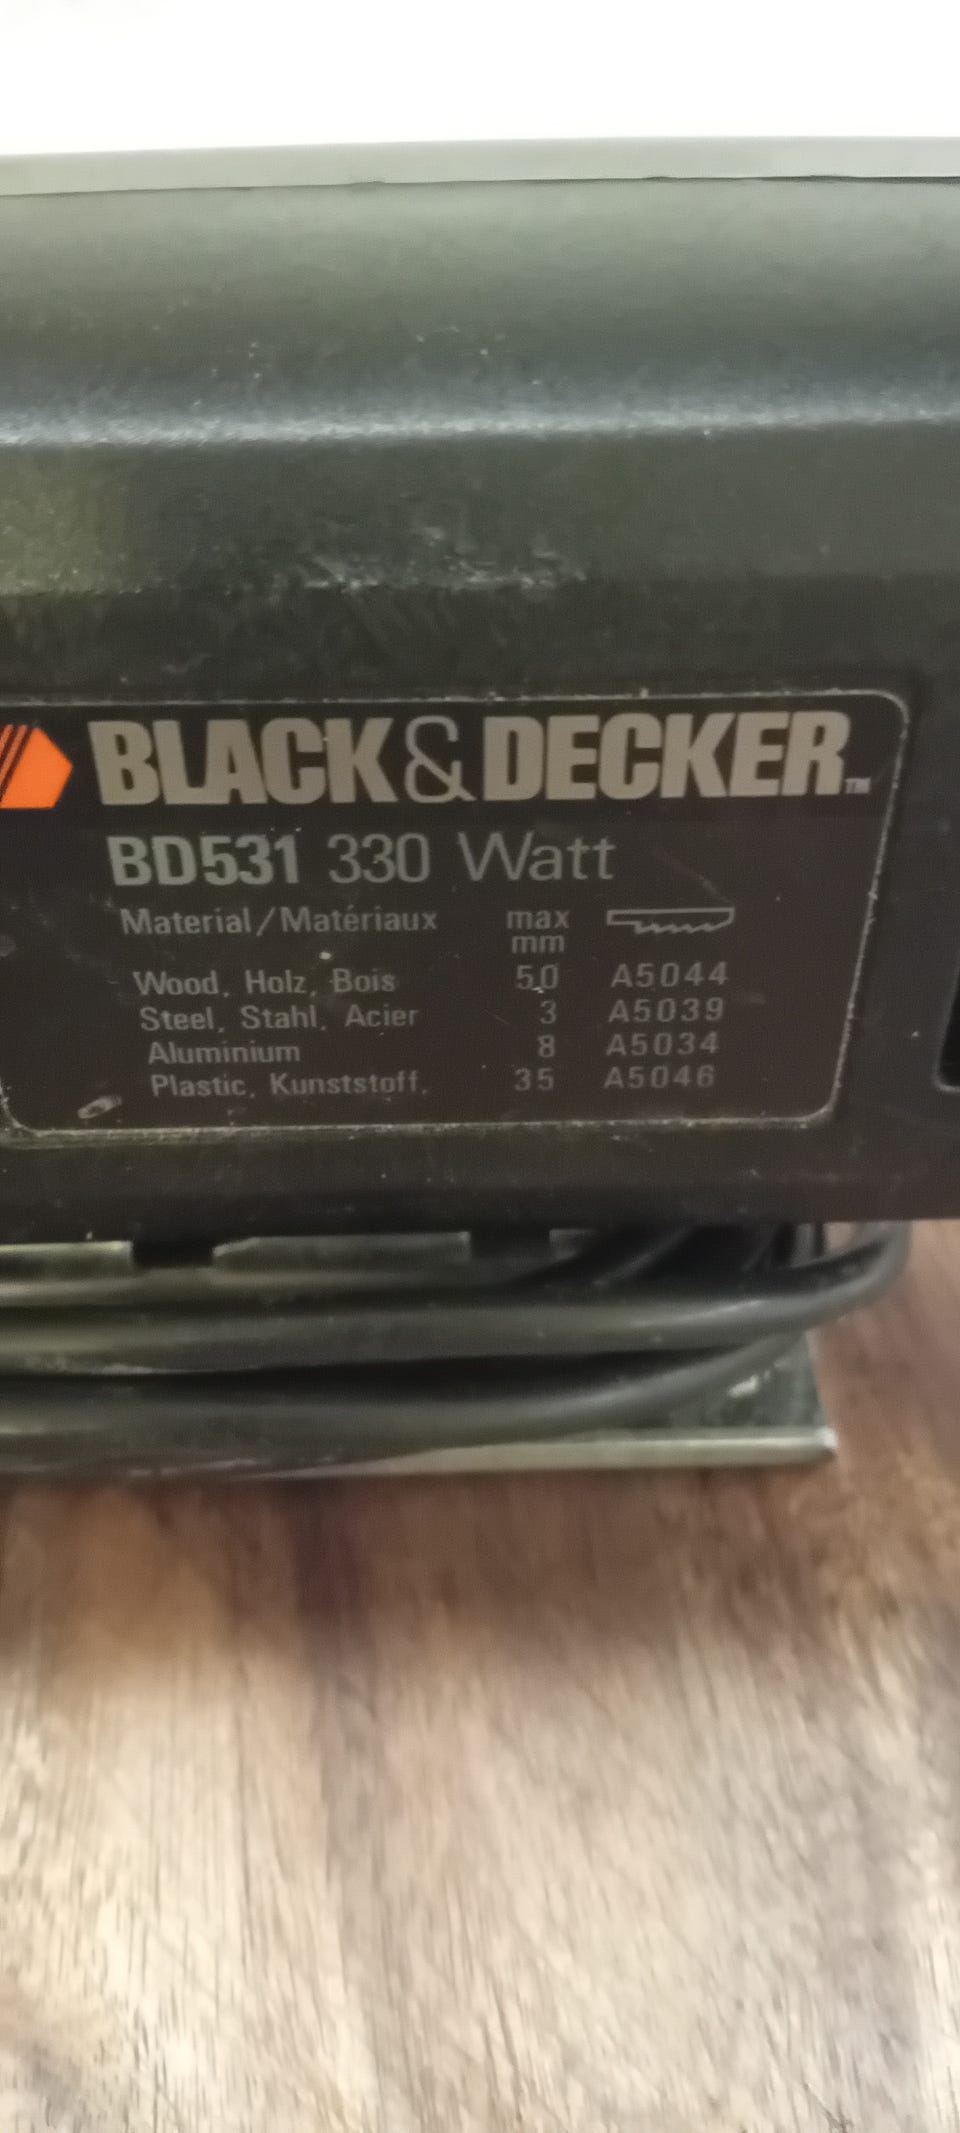 BLACK & DECKER™
BD531 330 Watt
Material / Matériaux max mm
Wood, Holz, Bois 50 A5044
Steel, Stahl, Acier 3 A5039
Aluminium 8 A5034
Plastic, Kunststoff, 35 A5046